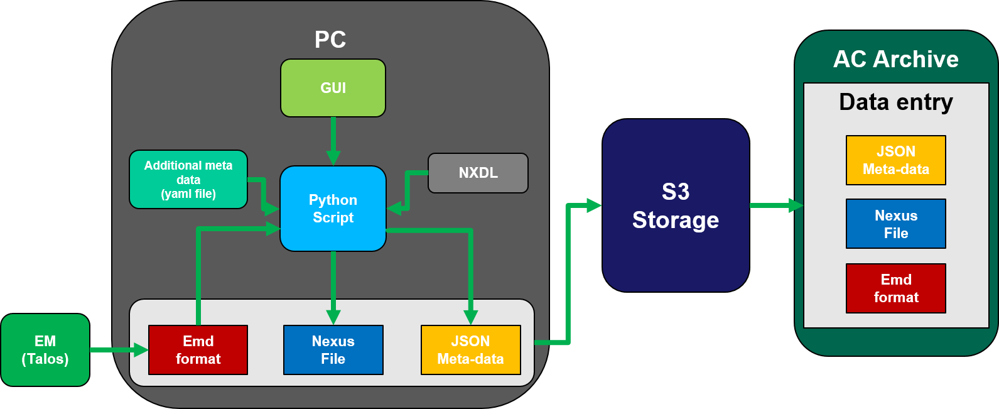 PC
GUI
Additional meta
data
(yaml file)
NXDL
Python
Script
EM
(Talos)
Emd
format
Nexus
File
JSON
Meta-data
S3
Storage
AC Archive
Data entry
JSON
Meta-data
Nexus
File
Emd
format